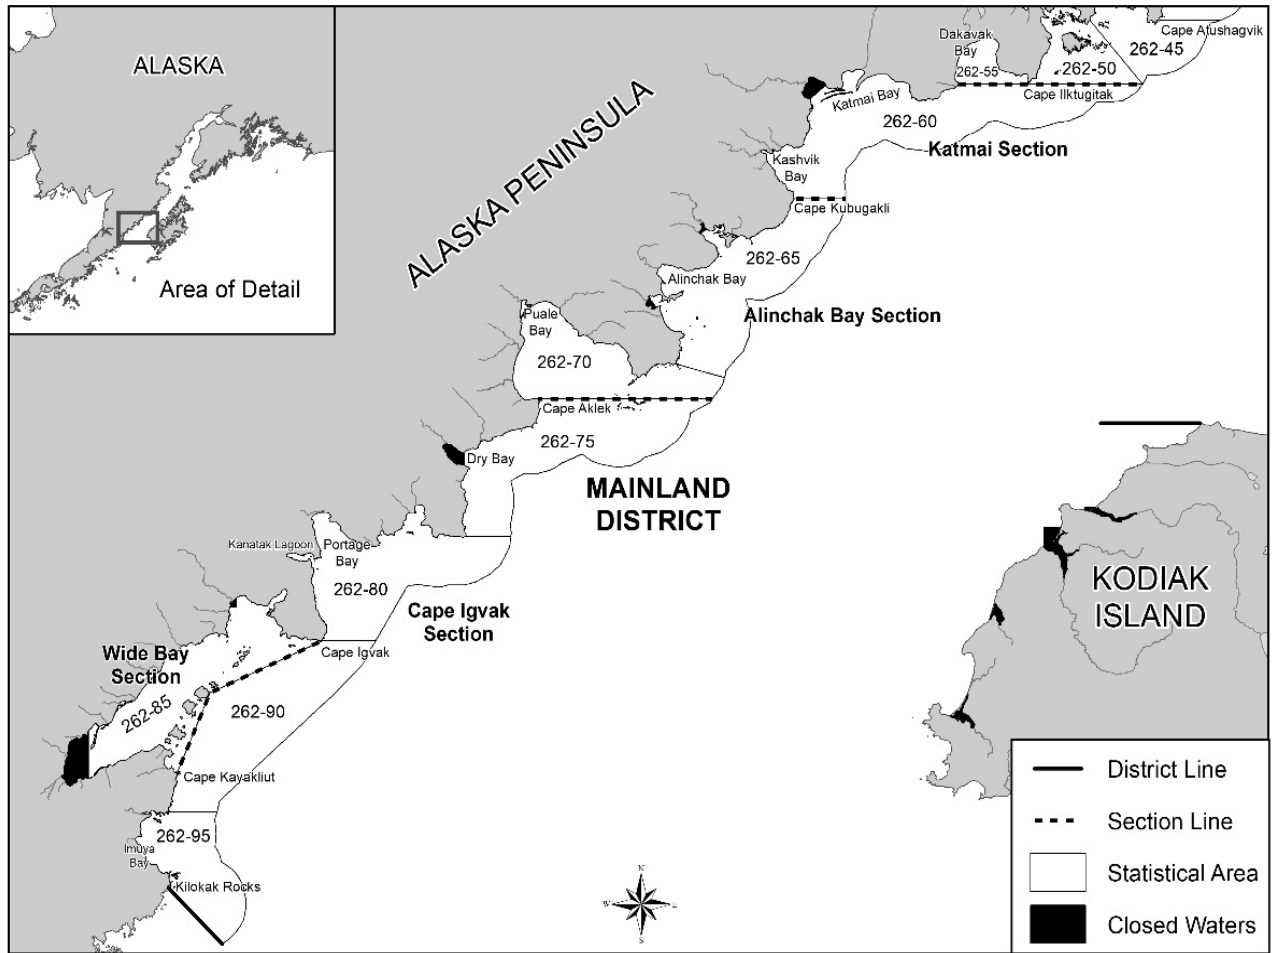 ALASKA
Area of Detail
Dakavak
Bay
Cape Atushagvik
262-45
262-50
262-55
Cape Ilktugitak
Katmai Bay
262-60
Katmai Section
ALASKA PENINSULA
Kashvik
Bay
Cape Kubugakli
262-65
Alinchak Bay
Alinchak Bay Section
Puale
Bay
262-70
Cape Aklek
262-75
Dry Bay
MAINLAND
DISTRICT
Kanatak Lagoon
Portage
Bay
262-80
Cape Igvak
Section
KODIAK
ISLAND
Cape Igvak
Wide Bay
Section
262-85
262-90
Cape Kayakliut
262-95
Imuya
Bay
Kilokak Rocks
N
W
E
S
District Line
Section Line
Statistical Area
Closed Waters